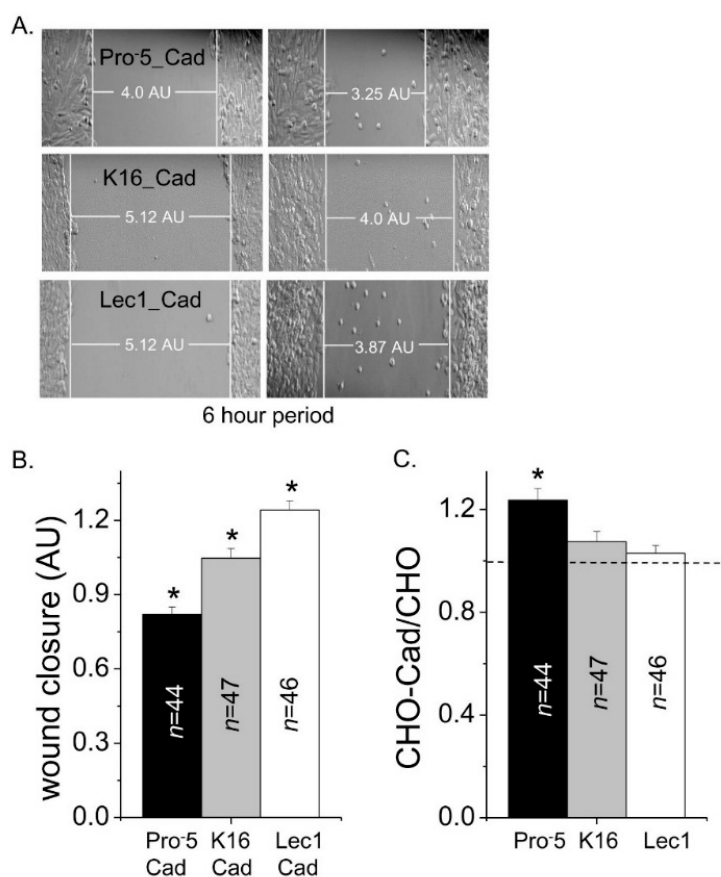 A.
Pro⁻5_Cad
4.0 AU
3.25 AU
K16_Cad
5.12 AU
4.0 AU
Lec1_Cad
5.12 AU
3.87 AU
6 hour period
B.
wound closure (AU)
1.2
0.9
0.6
0.3
0.0
*
*
*
n=44
n=47
n=46
Pro⁻5 K16 Lec1
Cad Cad Cad
C.
CHO-Cad/CHO
1.2
0.8
0.4
0.0
*
n=44
n=47
n=46
Pro⁻5 K16 Lec1